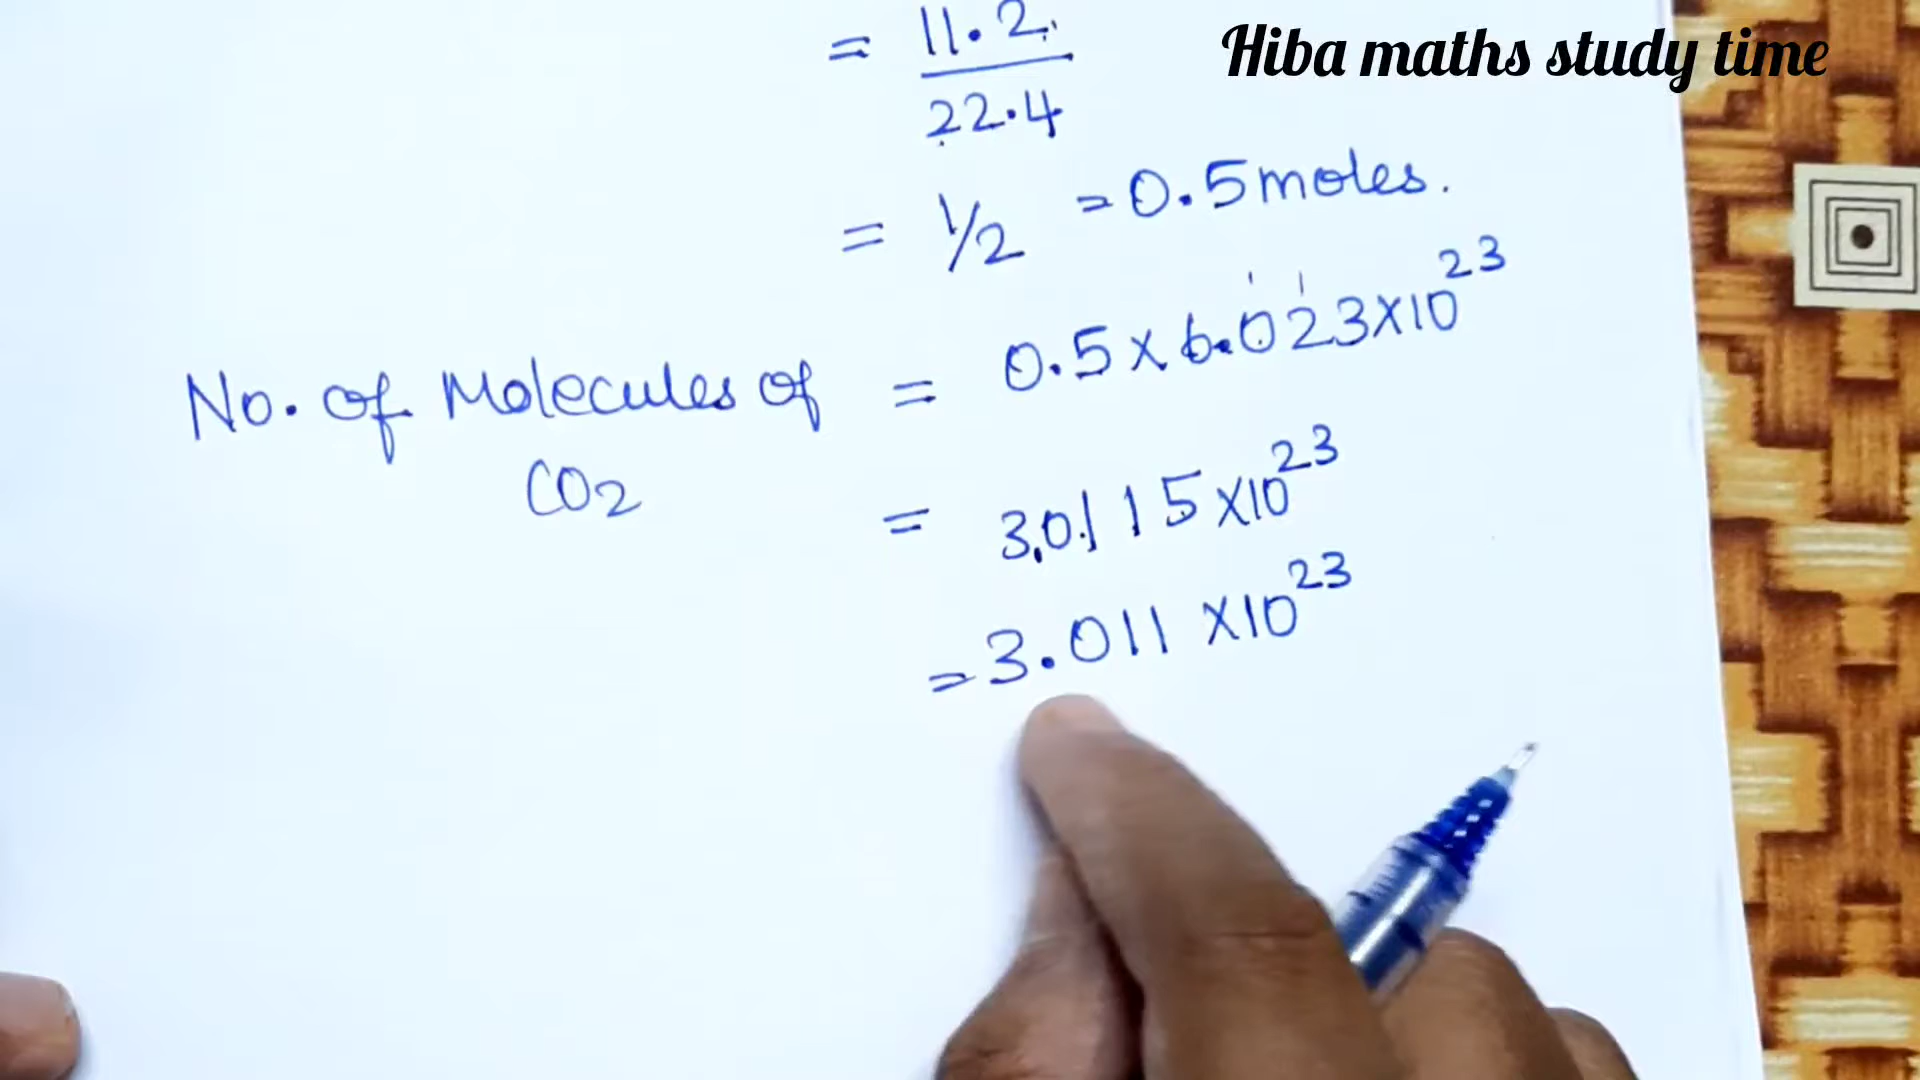 Hiba maths study time
= 11.2 / 22.4
= 1/2 = 0.5 moles.
No. of Molecules of CO2 = 0.5 × 6.023×10^23
= 3.0115×10^23
= 3.011 ×10^23